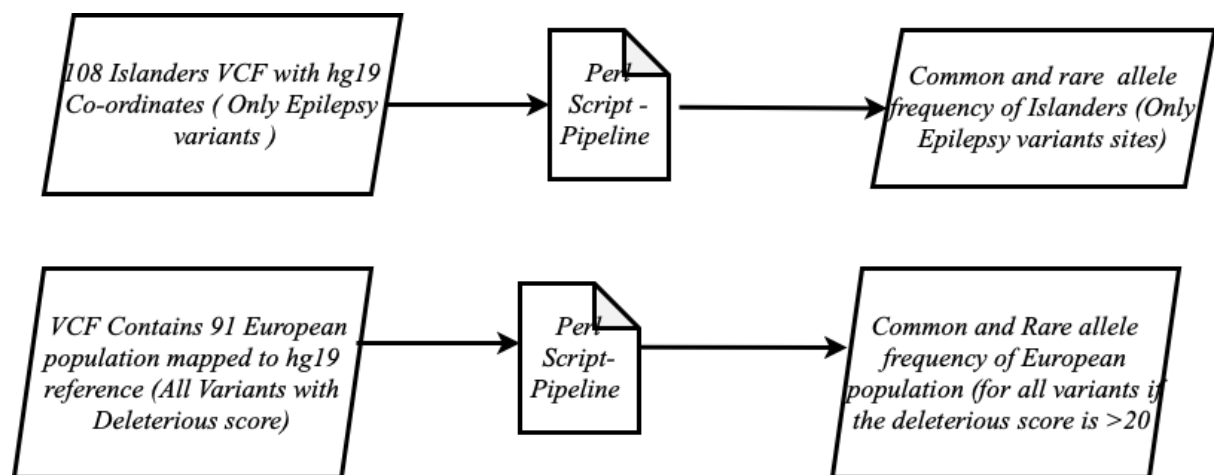 108 Islanders VCF with hg19
Co-ordinates ( Only Epilepsy
variants )
Perl
Script -
Pipeline
Common and rare  allele
frequency of Islanders (Only
Epilepsy variants sites)
VCF Contains 91 European
population mapped to hg19
reference (All Variants with
Deleterious score)
Perl
Script-
Pipeline
Common and Rare allele
frequency of European
population (for all variants if
the deleterious score is >20